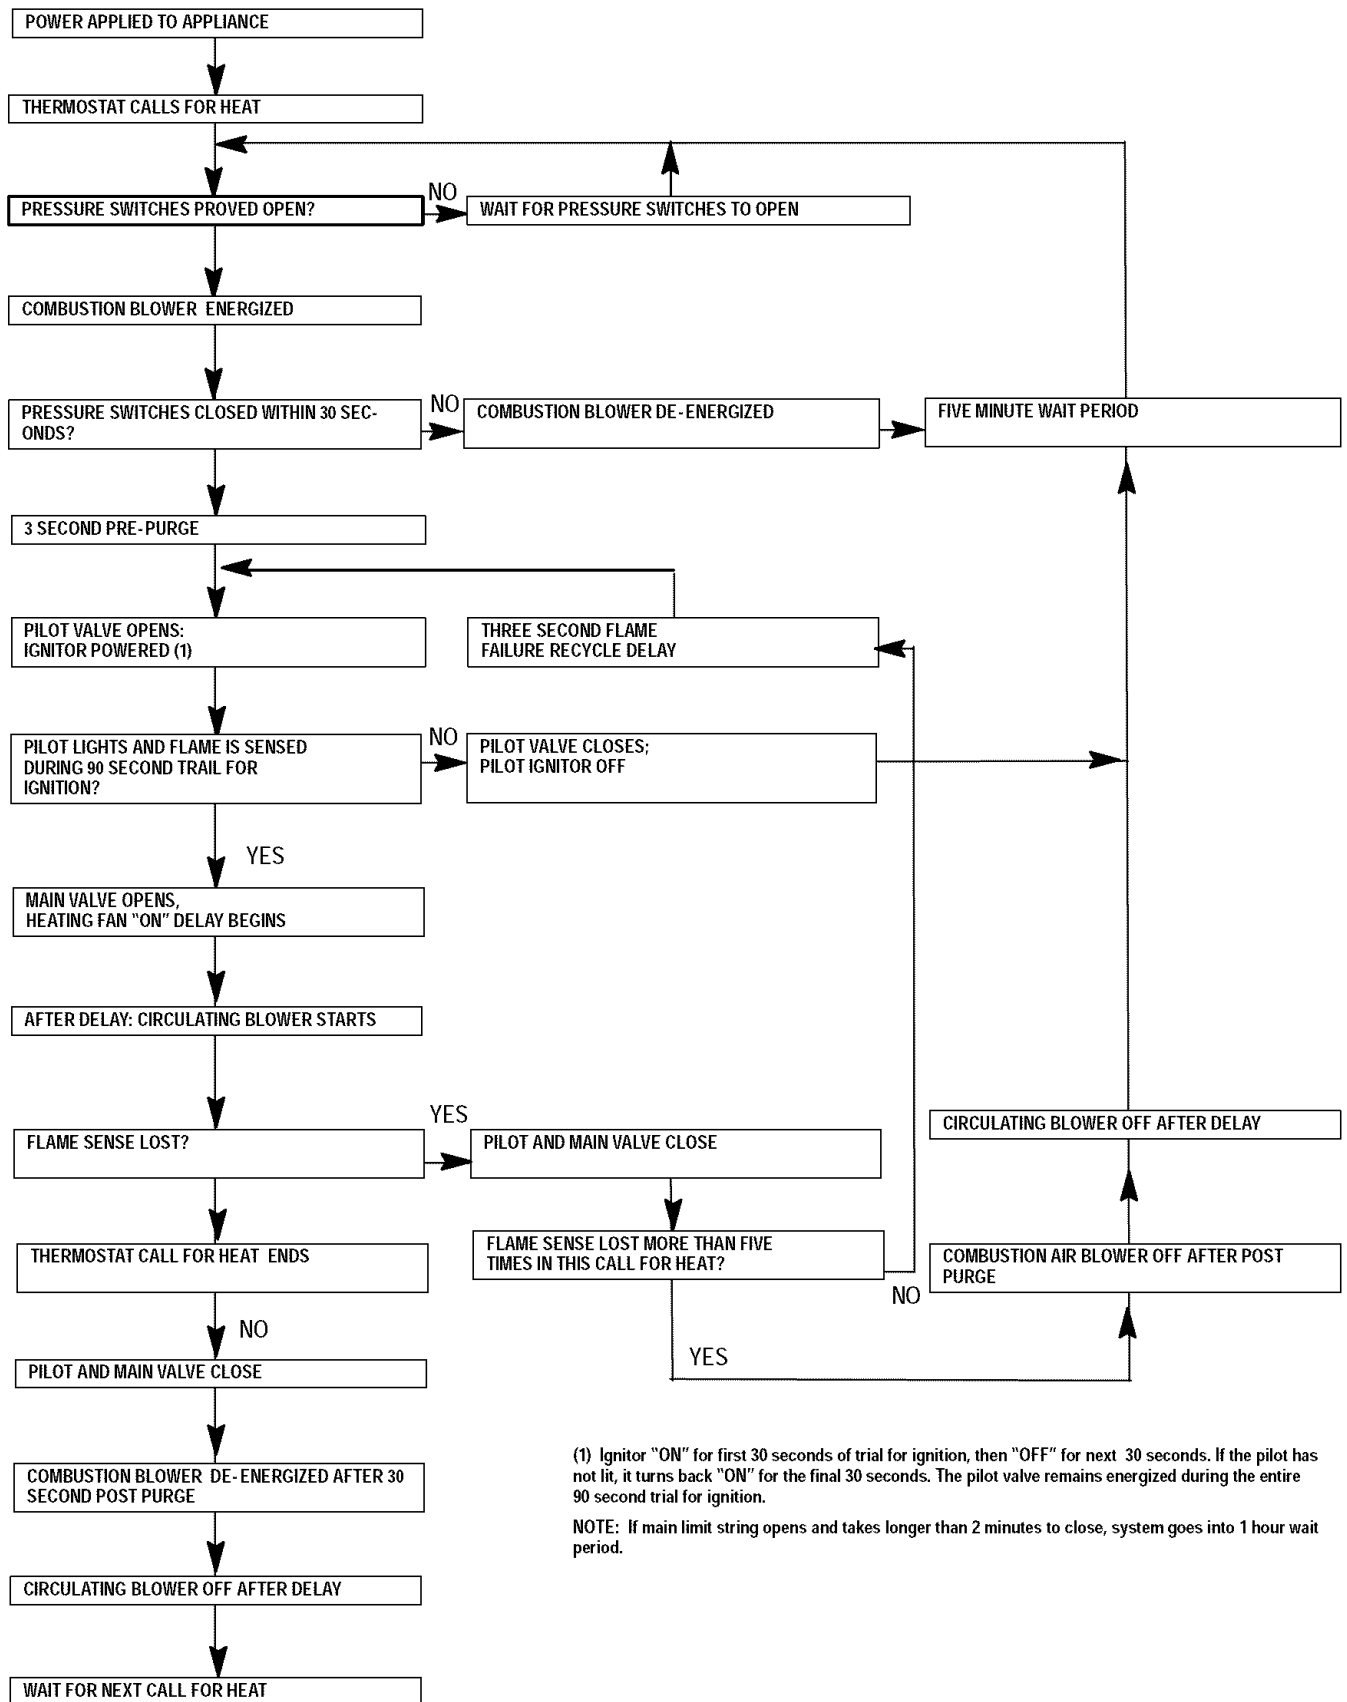 POWER APPLIED TO APPLIANCE
THERMOSTAT CALLS FOR HEAT
PRESSURE SWITCHES PROVED OPEN?
NO
WAIT FOR PRESSURE SWITCHES TO OPEN
COMBUSTION BLOWER ENERGIZED
PRESSURE SWITCHES CLOSED WITHIN 30 SEC-
ONDS?
NO
COMBUSTION BLOWER DE-ENERGIZED
FIVE MINUTE WAIT PERIOD
3 SECOND PRE-PURGE
PILOT VALVE OPENS:
IGNITOR POWERED (1)
THREE SECOND FLAME
FAILURE RECYCLE DELAY
PILOT LIGHTS AND FLAME IS SENSED
DURING 90 SECOND TRAIL FOR
IGNITION?
NO
PILOT VALVE CLOSES;
PILOT IGNITOR OFF
YES
MAIN VALVE OPENS,
HEATING FAN "ON" DELAY BEGINS
AFTER DELAY: CIRCULATING BLOWER STARTS
FLAME SENSE LOST?
YES
PILOT AND MAIN VALVE CLOSE
CIRCULATING BLOWER OFF AFTER DELAY
THERMOSTAT CALL FOR HEAT ENDS
FLAME SENSE LOST MORE THAN FIVE
TIMES IN THIS CALL FOR HEAT?
NO
COMBUSTION AIR BLOWER OFF AFTER POST
PURGE
NO
YES
PILOT AND MAIN VALVE CLOSE
COMBUSTION BLOWER DE-ENERGIZED AFTER 30
SECOND POST PURGE
CIRCULATING BLOWER OFF AFTER DELAY
WAIT FOR NEXT CALL FOR HEAT
(1) Ignitor "ON" for first 30 seconds of trial for ignition, then "OFF" for next 30 seconds. If the pilot has
not lit, it turns back "ON" for the final 30 seconds. The pilot valve remains energized during the entire
90 second trial for ignition.
NOTE: If main limit string opens and takes longer than 2 minutes to close, system goes into 1 hour wait
period.